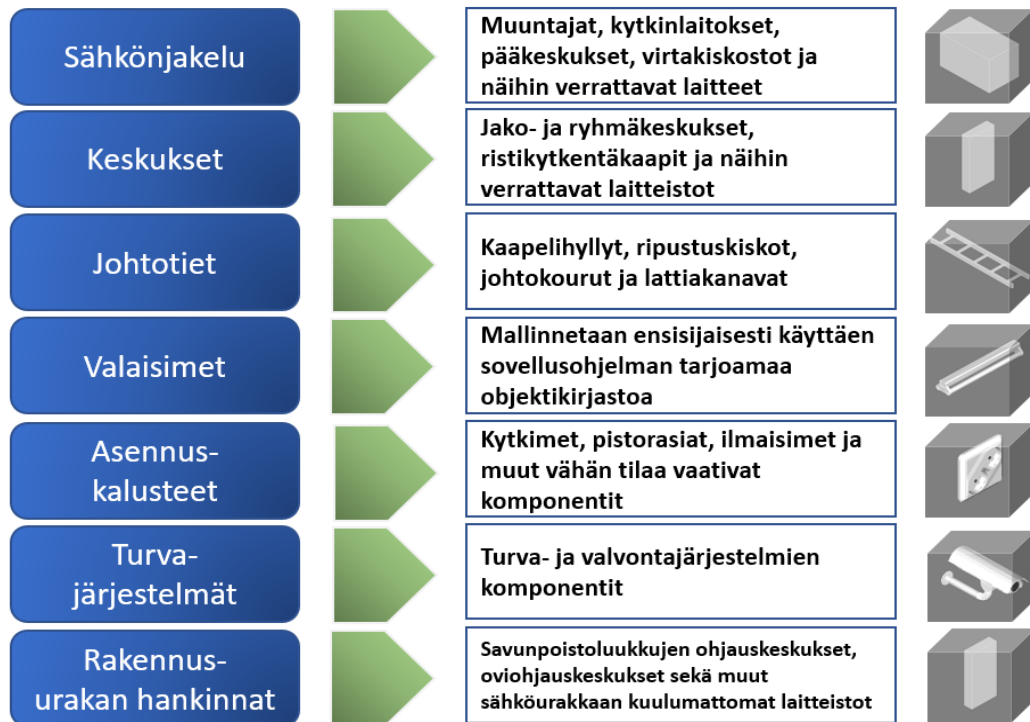 Sähkönjakelu
Muuntajat, kytkinlaitokset,
pääkeskukset, virtakiskostot ja
näihin verrattavat laitteet
Keskukset
Jako- ja ryhmäkeskukset,
ristikytkentäkaapit ja näihin
verrattavat laitteistot
Johtotiet
Kaapelihyllyt, ripustuskiskot,
johtokourut ja lattiakanavat
Valaisimet
Mallinnetaan ensisijaisesti käyttäen
sovellusohjelman tarjoamaa
objektikirjastoa
Asennus-
kalusteet
Kytkimet, pistorasiat, ilmaisimet ja
muut vähän tilaa vaativat
komponentit
Turva-
järjestelmät
Turva- ja valvontajärjestelmien
komponentit
Rakennus-
urakan hankinnat
Savunpoistoluukkujen ohjauskeskukset,
oviohjauskeskukset sekä muut
sähköurakkaan kuulumattomat laitteistot